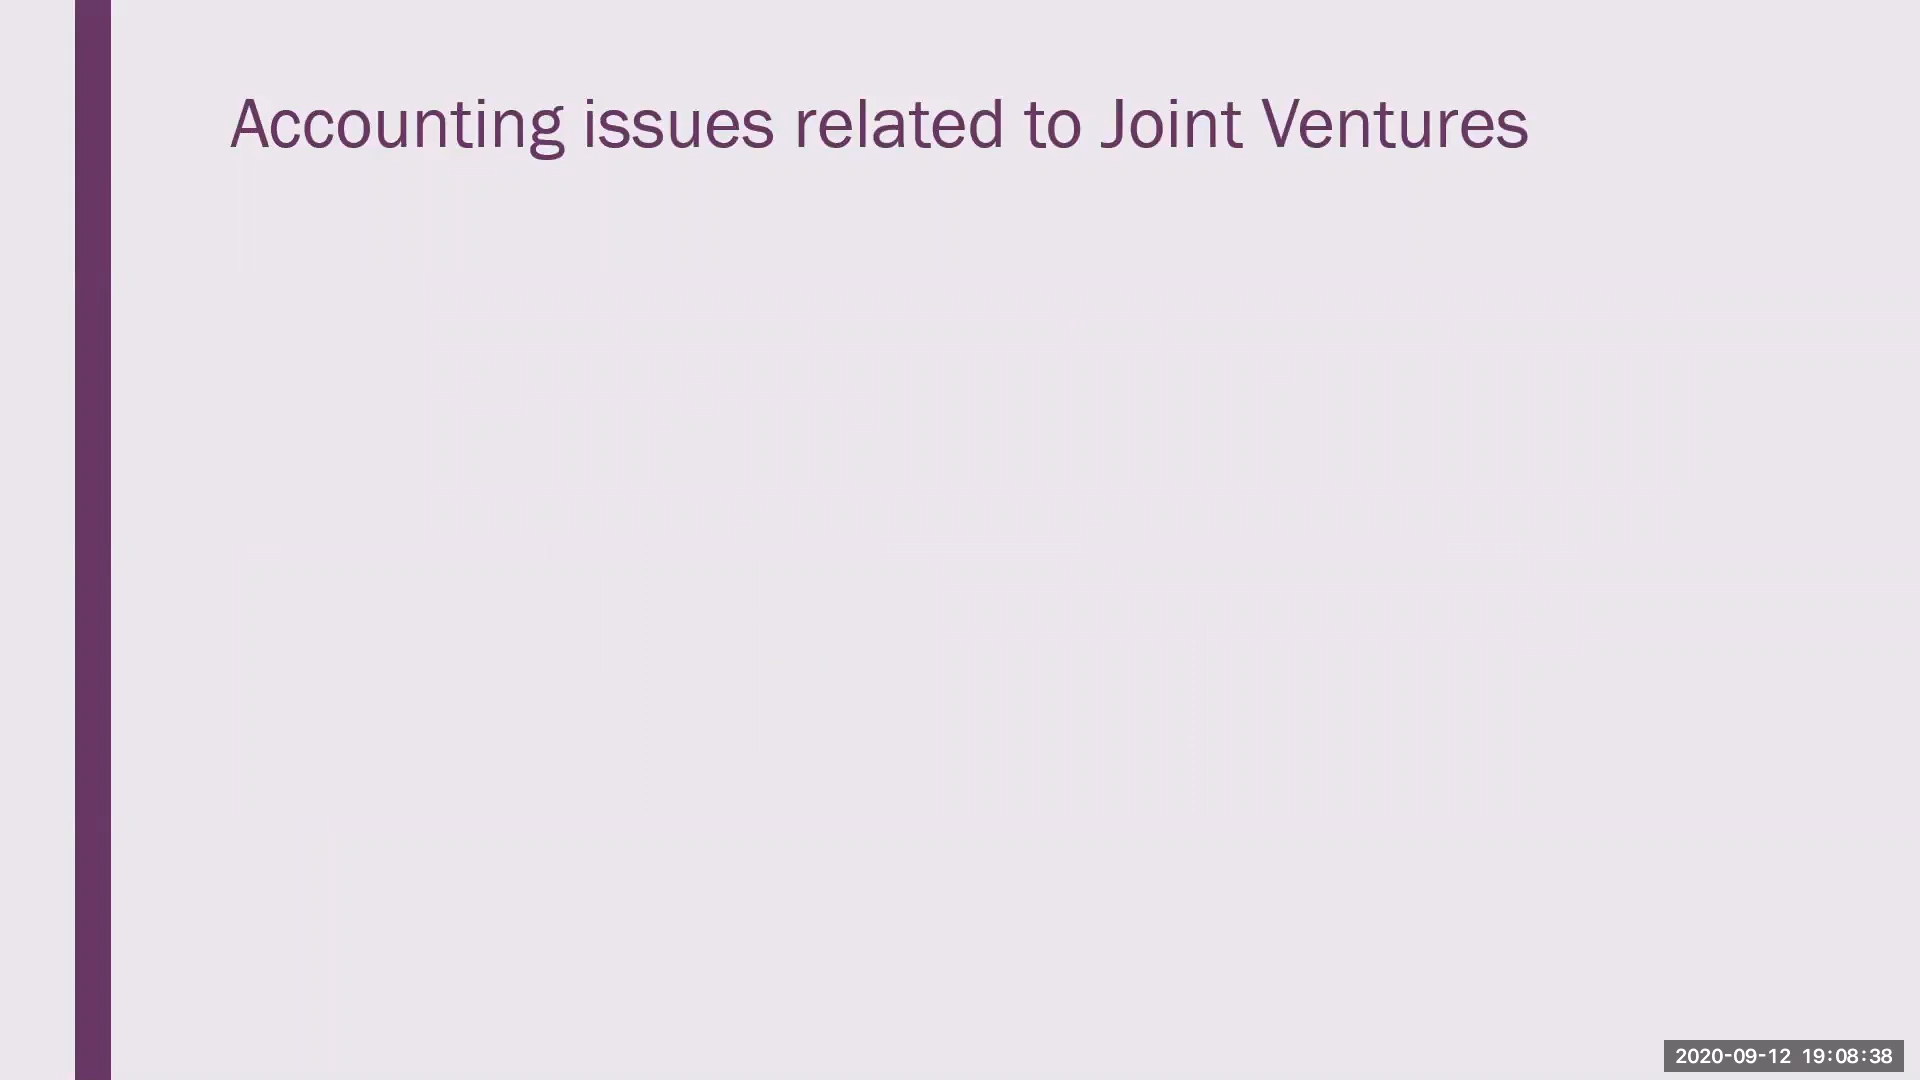 Accounting issues related to Joint Ventures
2020-09-12 19:08:38